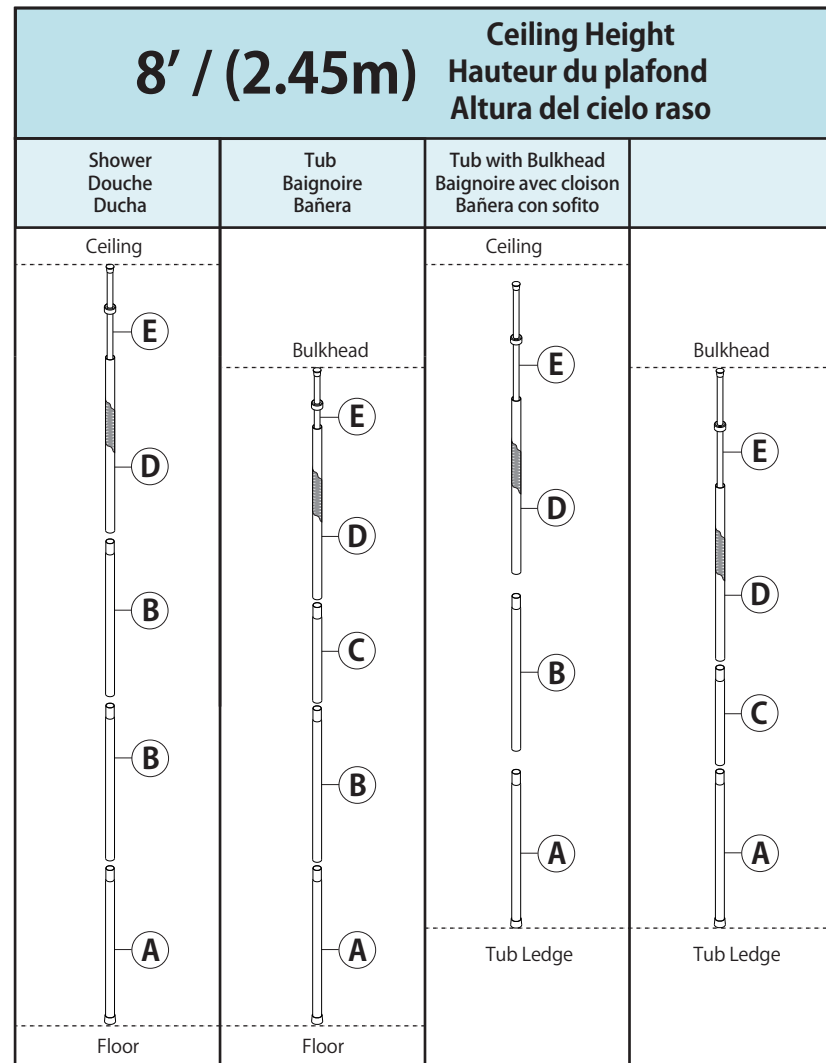 8′ / (2.45m)
Ceiling Height
Hauteur du plafond
Altura del cielo raso
Shower
Douche
Ducha
Tub
Baignoire
Bañera
Tub with Bulkhead
Baignoire avec cloison
Bañera con sofito
Ceiling
E
D
B
B
A
Floor
Bulkhead
E
D
C
B
A
Floor
Ceiling
E
D
B
A
Tub Ledge
Bulkhead
E
D
C
A
Tub Ledge